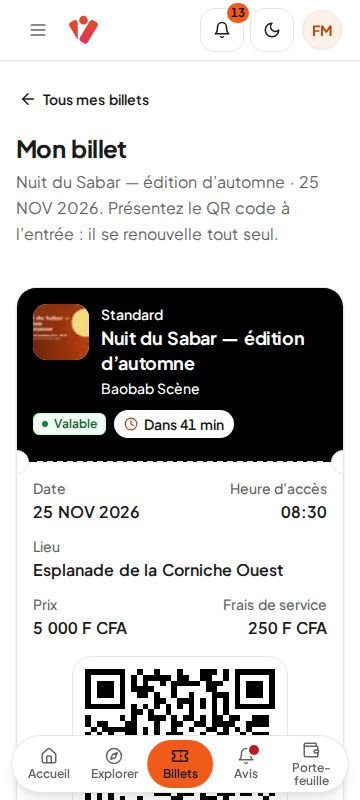 13
FM
Tous mes billets
Mon billet
Nuit du Sabar — édition d’automne · 25
NOV 2026. Présentez le QR code à
l’entrée : il se renouvelle tout seul.
Standard
Nuit du Sabar — édition
d’automne
Baobab Scène
Valable
Dans 41 min
Date
Heure d’accès
25 NOV 2026
08:30
Lieu
Esplanade de la Corniche Ouest
Prix
Frais de service
5 000 F CFA
250 F CFA
Accueil
Explorer
Billets
Avis
Porte-
feuille